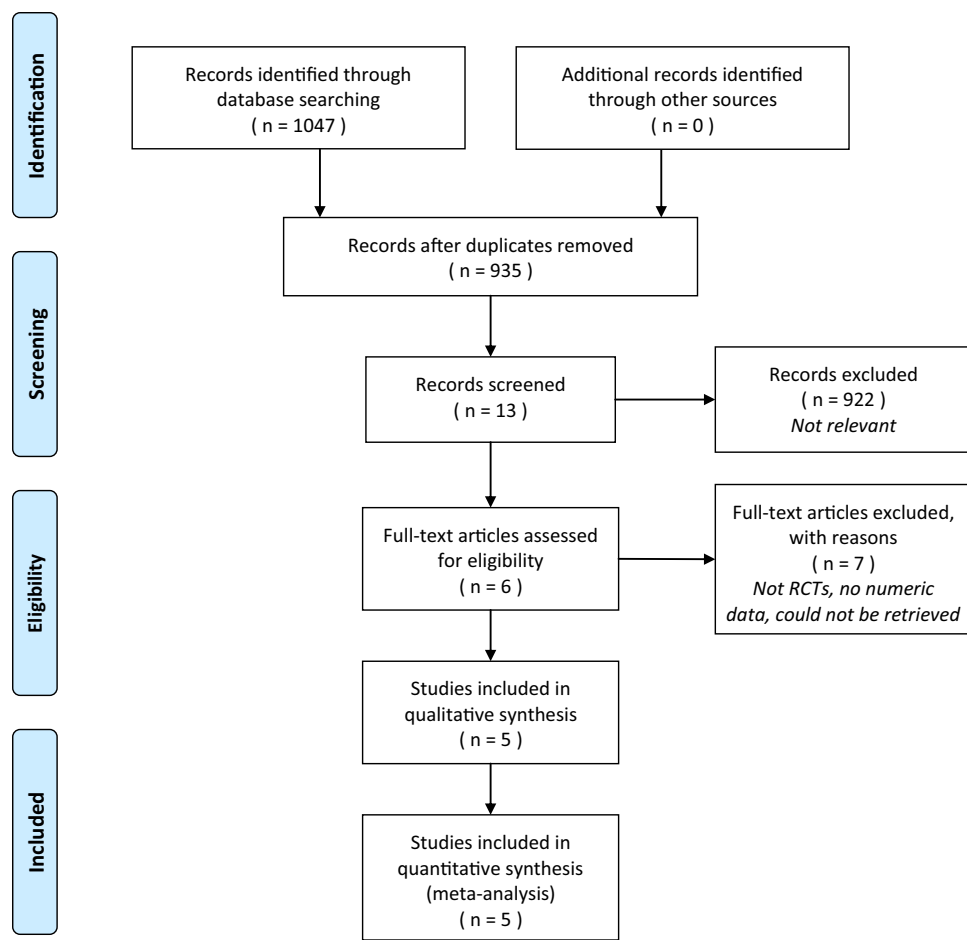 Identification
Records identified through
database searching
( n = 1047 )
Additional records identified
through other sources
( n = 0 )
Records after duplicates removed
( n = 935 )
Screening
Records screened
( n = 13 )
Records excluded
( n = 922 )
Not relevant
Eligibility
Full-text articles assessed
for eligibility
( n = 6 )
Full-text articles excluded,
with reasons
( n = 7 )
Not RCTs, no numeric
data, could not be retrieved
Studies included in
qualitative synthesis
( n = 5 )
Included
Studies included in
quantitative synthesis
(meta-analysis)
( n = 5 )